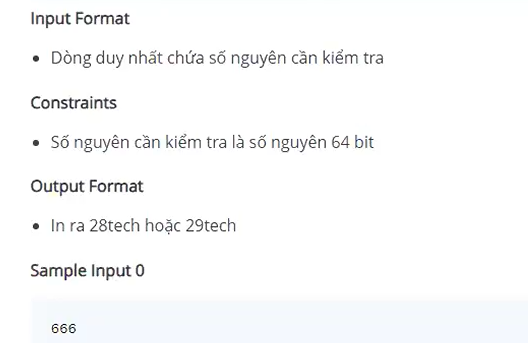 Input Format
Dòng duy nhất chứa số nguyên cần kiểm tra
Constraints
Số nguyên cần kiểm tra là số nguyên 64 bit
Output Format
In ra 28tech hoặc 29tech
Sample Input 0
666